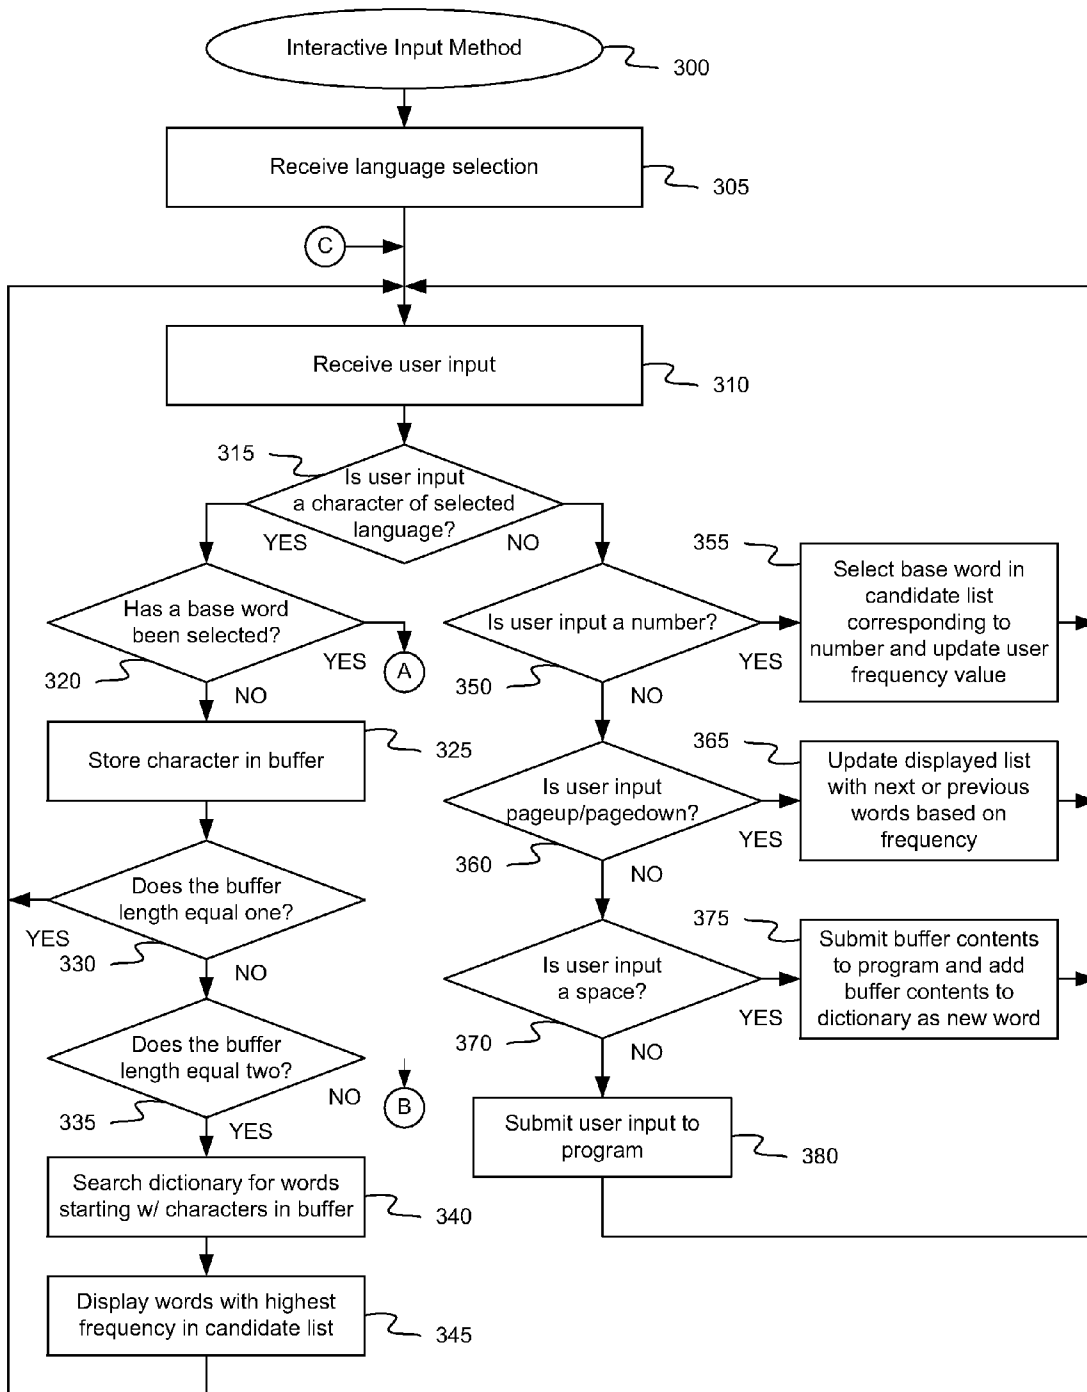 Interactive Input Method
300
Receive language selection
305
C
Receive user input
310
315
Is user input
a character of selected
language?
YES
NO
Has a base word
been selected?
320
YES
A
NO
Store character in buffer
325
Does the buffer
length equal one?
YES
330
NO
Does the buffer
length equal two?
335
NO
B
YES
Search dictionary for words
starting w/ characters in buffer
340
Display words with highest
frequency in candidate list
345
Is user input a number?
350
YES
NO
355
Select base word in
candidate list
corresponding to
number and update user
frequency value
Is user input
pageup/pagedown?
360
YES
NO
365
Update displayed list
with next or previous
words based on
frequency
Is user input
a space?
370
YES
NO
375
Submit buffer contents
to program and add
buffer contents to
dictionary as new word
Submit user input to
program
380